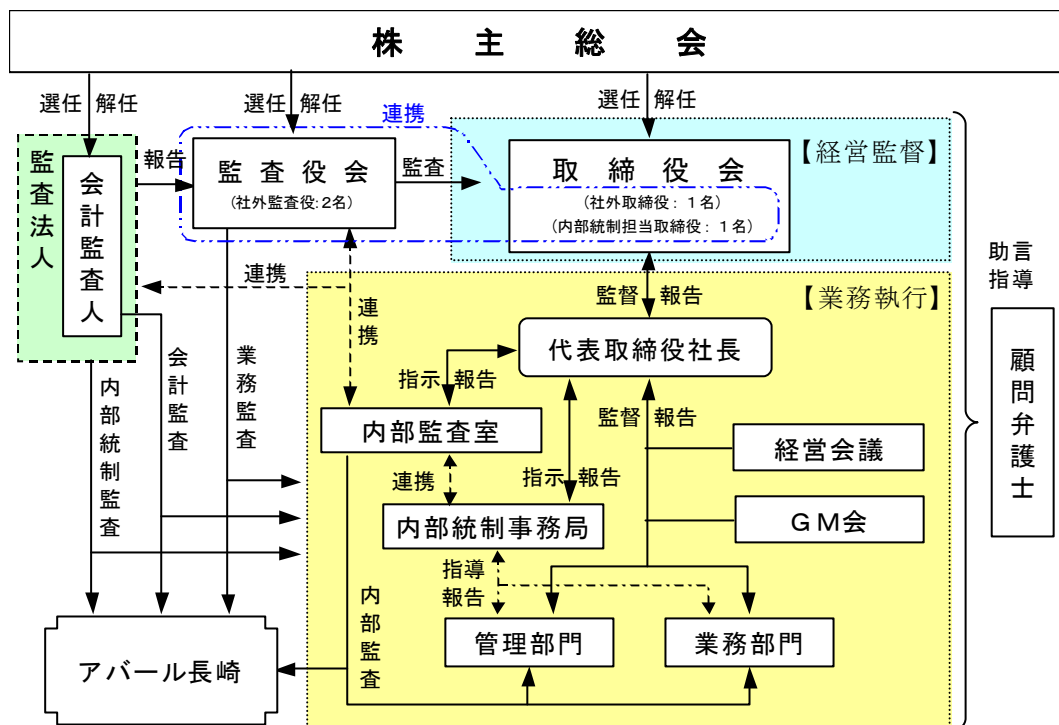 株主総会
選任 解任
選任 解任
選任 解任
連携
【経営監督】
監査法人
会計監査人
報告
監査役会
(社外監査役:2名)
監査
取締役会
(社外取締役：１名)
(内部統制担当取締役：１名)
連携
連携
監督 報告
【業務執行】
助言
指導
顧問弁護士
代表取締役社長
指示 報告
監督 報告
内部監査室
経営会議
連携
指示 報告
内部統制事務局
ＧＭ会
内部統制監査
会計監査
業務監査
指導
報告
内部監査
管理部門
業務部門
アバール長崎